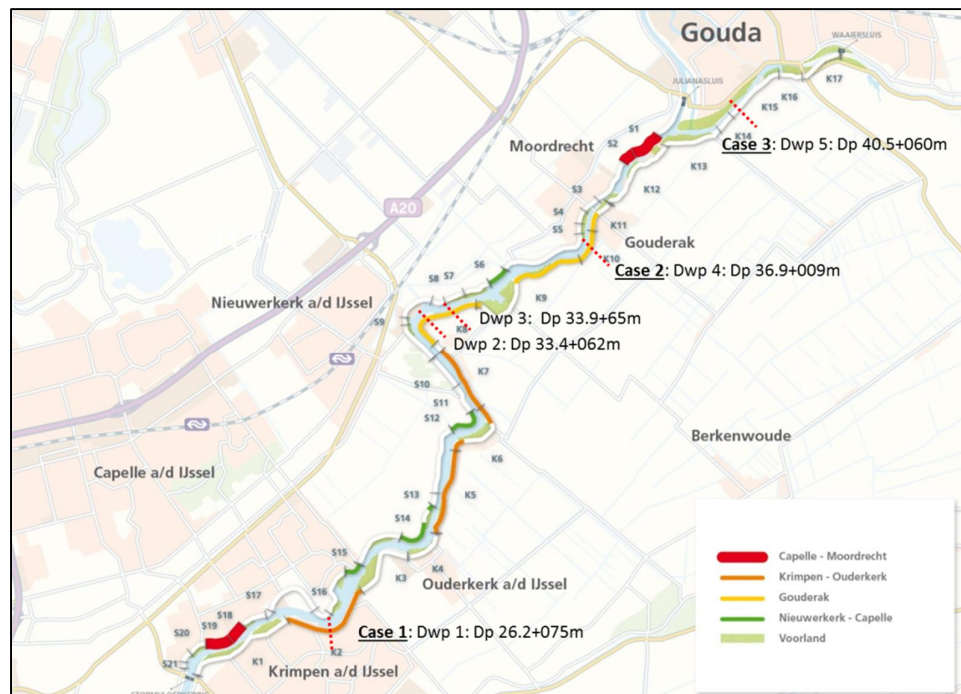 Gouda
WAAIERSLUIS
JULIANASLUIS
K17
K16
K15
K14
S1
S2
Moordrecht
Case 3: Dwp 5: Dp 40.5+060m
K13
K12
S3
S4
S5
K11
Gouderak
K10
Case 2: Dwp 4: Dp 36.9+009m
A20
S6
S7
S8
Nieuwerkerk a/d IJssel
K9
S9
K8
Dwp 3: Dp 33.9+65m
Dwp 2: Dp 33.4+062m
K7
S10
S11
S12
Berkenwoude
K6
Capelle a/d IJssel
S13
K5
S14
S15
K4
K3
Ouderkerk a/d IJssel
S16
S17
S18
S19
S20
S21
Case 1: Dwp 1: Dp 26.2+075m
K2
K1
Krimpen a/d IJssel
Capelle - Moordrecht
Krimpen - Ouderkerk
Gouderak
Nieuwerkerk - Capelle
Voorland